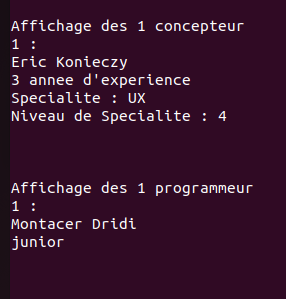 Affichage des 1 concepteur
1 :
Eric Konieczy
3 annee d'experience
Specialite : UX
Niveau de Specialite : 4
Affichage des 1 programmeur
1 :
Montacer Dridi
junior